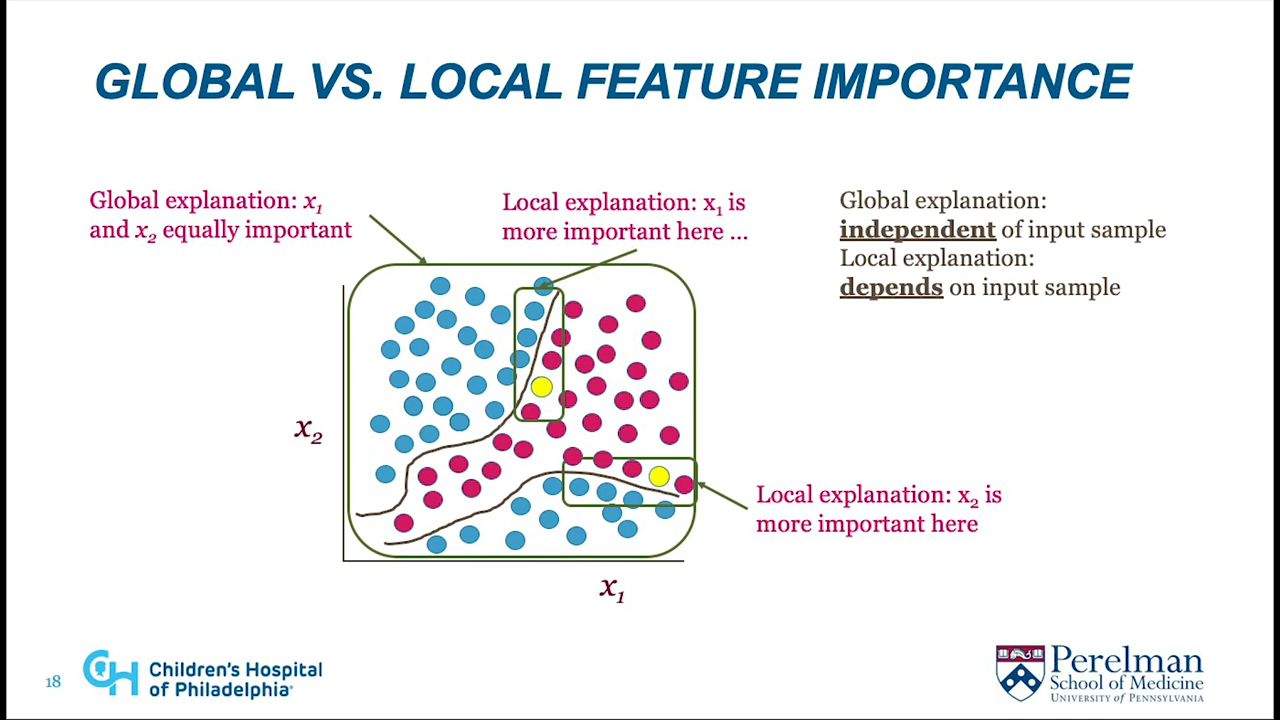 GLOBAL VS. LOCAL FEATURE IMPORTANCE
Global explanation: x₁
and x₂ equally important
Local explanation: x₁ is
more important here ...
Global explanation:
independent of input sample
Local explanation:
depends on input sample
x₂
Local explanation: x₂ is
more important here
x₁
18
CH
Children's Hospital
of Philadelphia
Perelman
School of Medicine
UNIVERSITY of PENNSYLVANIA